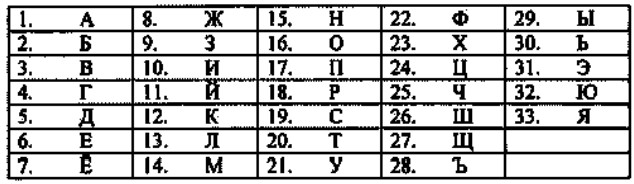 1. А 8. Ж 15. Н 22. Ф 29. Ы
2. Б 9. З 16. О 23. Х 30. Ь
3. В 10. И 17. П 24. Ц 31. Э
4. Г 11. Й 18. Р 25. Ч 32. Ю
5. Д 12. К 19. С 26. Ш 33. Я
6. Е 13. Л 20. Т 27. Щ
7. Ё 14. М 21. У 28. Ъ